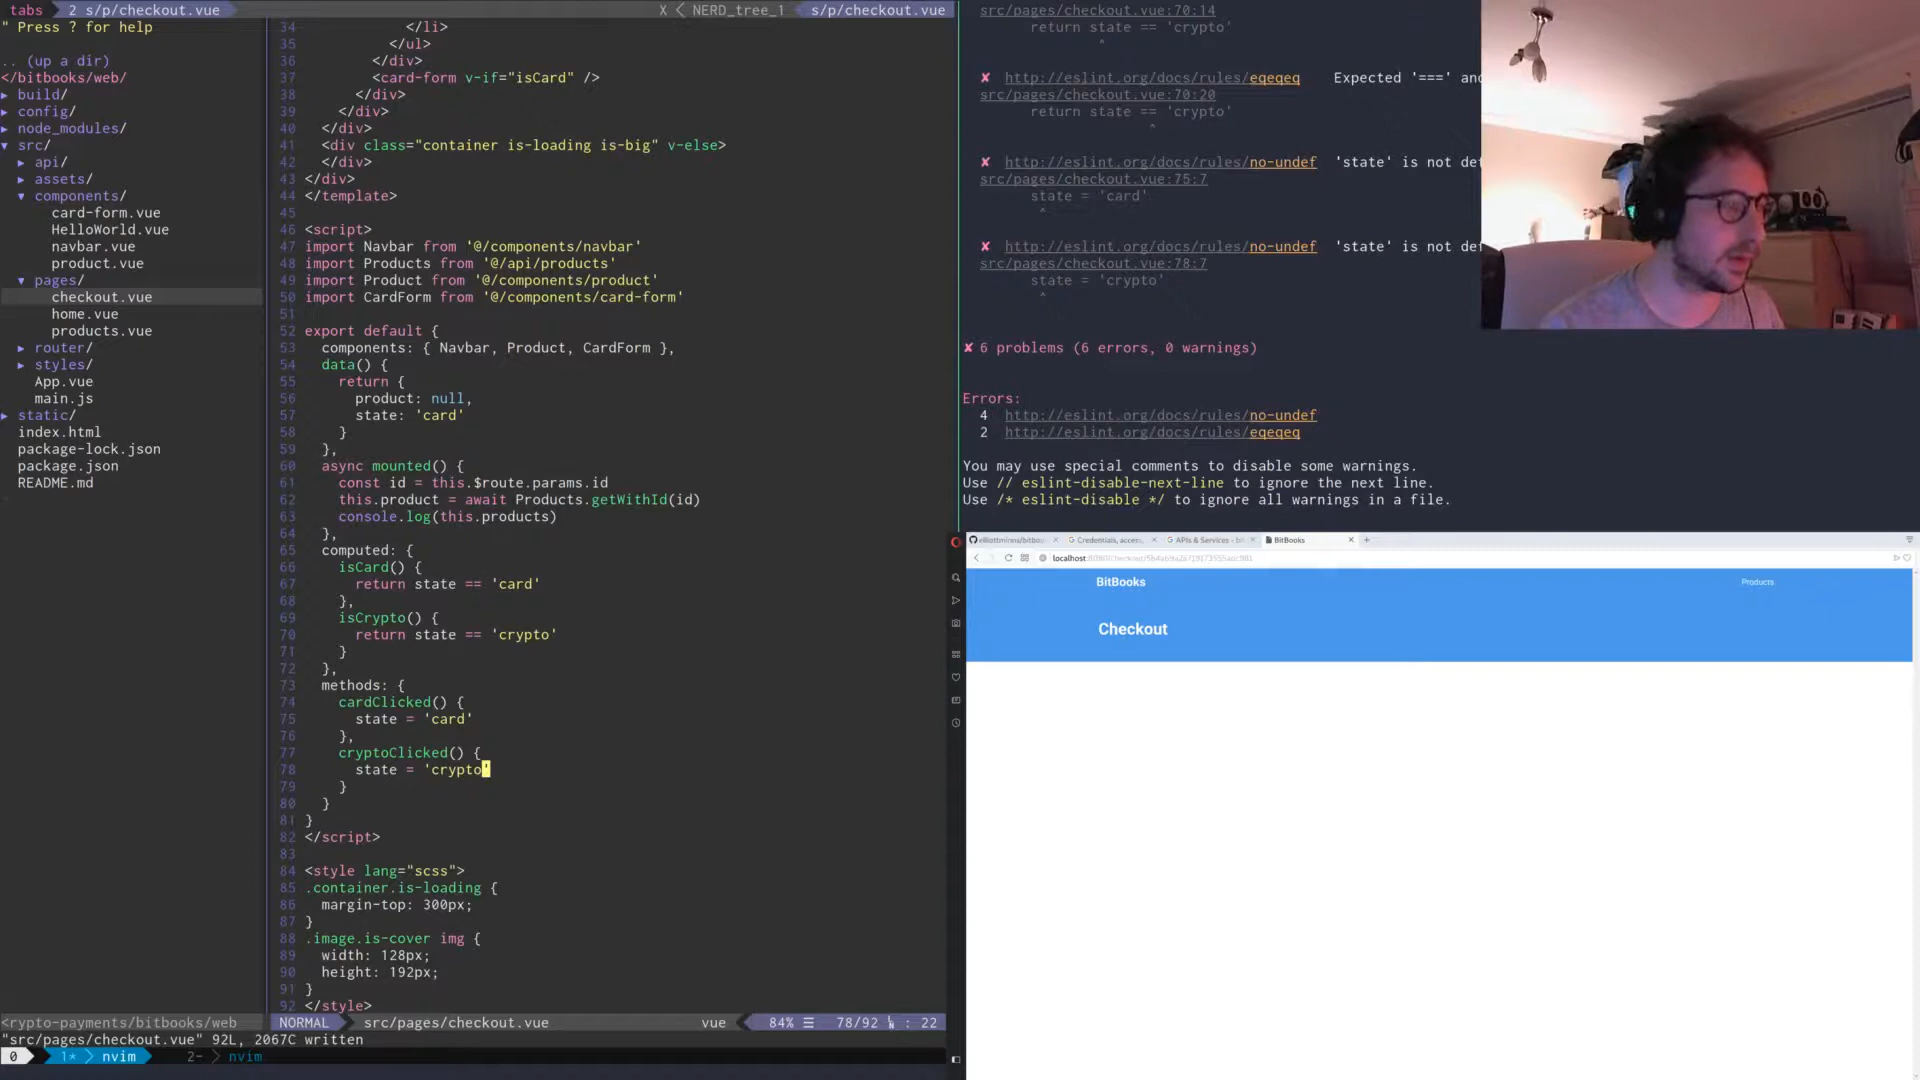 tabs 2 s/p/checkout.vue X NERD_tree_1 s/p/checkout.vue
" Press ? for help
.. (up a dir)
</bitbooks/web/
▸ build/
▸ config/
▸ node_modules/
▾ src/
▸ api/
▸ assets/
▾ components/
card-form.vue
HelloWorld.vue
navbar.vue
product.vue
▾ pages/
checkout.vue
home.vue
products.vue
▸ router/
▸ styles/
App.vue
main.js
▸ static/
index.html
package-lock.json
package.json
README.md
<rypto-payments/bitbooks/web
34 </li>
35 </ul>
36 </div>
37 <card-form v-if="isCard" />
38 </div>
39 </div>
40 </div>
41 <div class="container is-loading is-big" v-else>
42 </div>
43 </div>
44 </template>
45
46 <script>
47 import Navbar from '@/components/navbar'
48 import Products from '@/api/products'
49 import Product from '@/components/product'
50 import CardForm from '@/components/card-form'
51
52 export default {
53 components: { Navbar, Product, CardForm },
54 data() {
55 return {
56 product: null,
57 state: 'card'
58 }
59 },
60 async mounted() {
61 const id = this.$route.params.id
62 this.product = await Products.getWithId(id)
63 console.log(this.products)
64 },
65 computed: {
66 isCard() {
67 return state == 'card'
68 },
69 isCrypto() {
70 return state == 'crypto'
71 }
72 },
73 methods: {
74 cardClicked() {
75 state = 'card'
76 },
77 cryptoClicked() {
78 state = 'crypto'
79 }
80 }
81 }
82 </script>
83
84 <style lang="scss">
85 .container.is-loading {
86 margin-top: 300px;
87 }
88 .image.is-cover img {
89 width: 128px;
90 height: 192px;
91 }
92 </style>
NORMAL src/pages/checkout.vue vue 84% ☰ 78/92 : 22
"src/pages/checkout.vue" 92L, 2067C written
0 1* nvim 2- nvim
src/pages/checkout.vue:70:14
return state == 'crypto'
^
✘ http://eslint.org/docs/rules/eqeqeq Expected '===' and
src/pages/checkout.vue:70:20
return state == 'crypto'
^
✘ http://eslint.org/docs/rules/no-undef 'state' is not def
src/pages/checkout.vue:75:7
state = 'card'
^
✘ http://eslint.org/docs/rules/no-undef 'state' is not def
src/pages/checkout.vue:78:7
state = 'crypto'
^
✘ 6 problems (6 errors, 0 warnings)
Errors:
4 http://eslint.org/docs/rules/no-undef
2 http://eslint.org/docs/rules/eqeqeq
You may use special comments to disable some warnings.
Use // eslint-disable-next-line to ignore the next line.
Use /* eslint-disable */ to ignore all warnings in a file.
elliottminns/bitboo Credentials, access, APIs & Services - bit BitBooks
BitBooks Products
Checkout